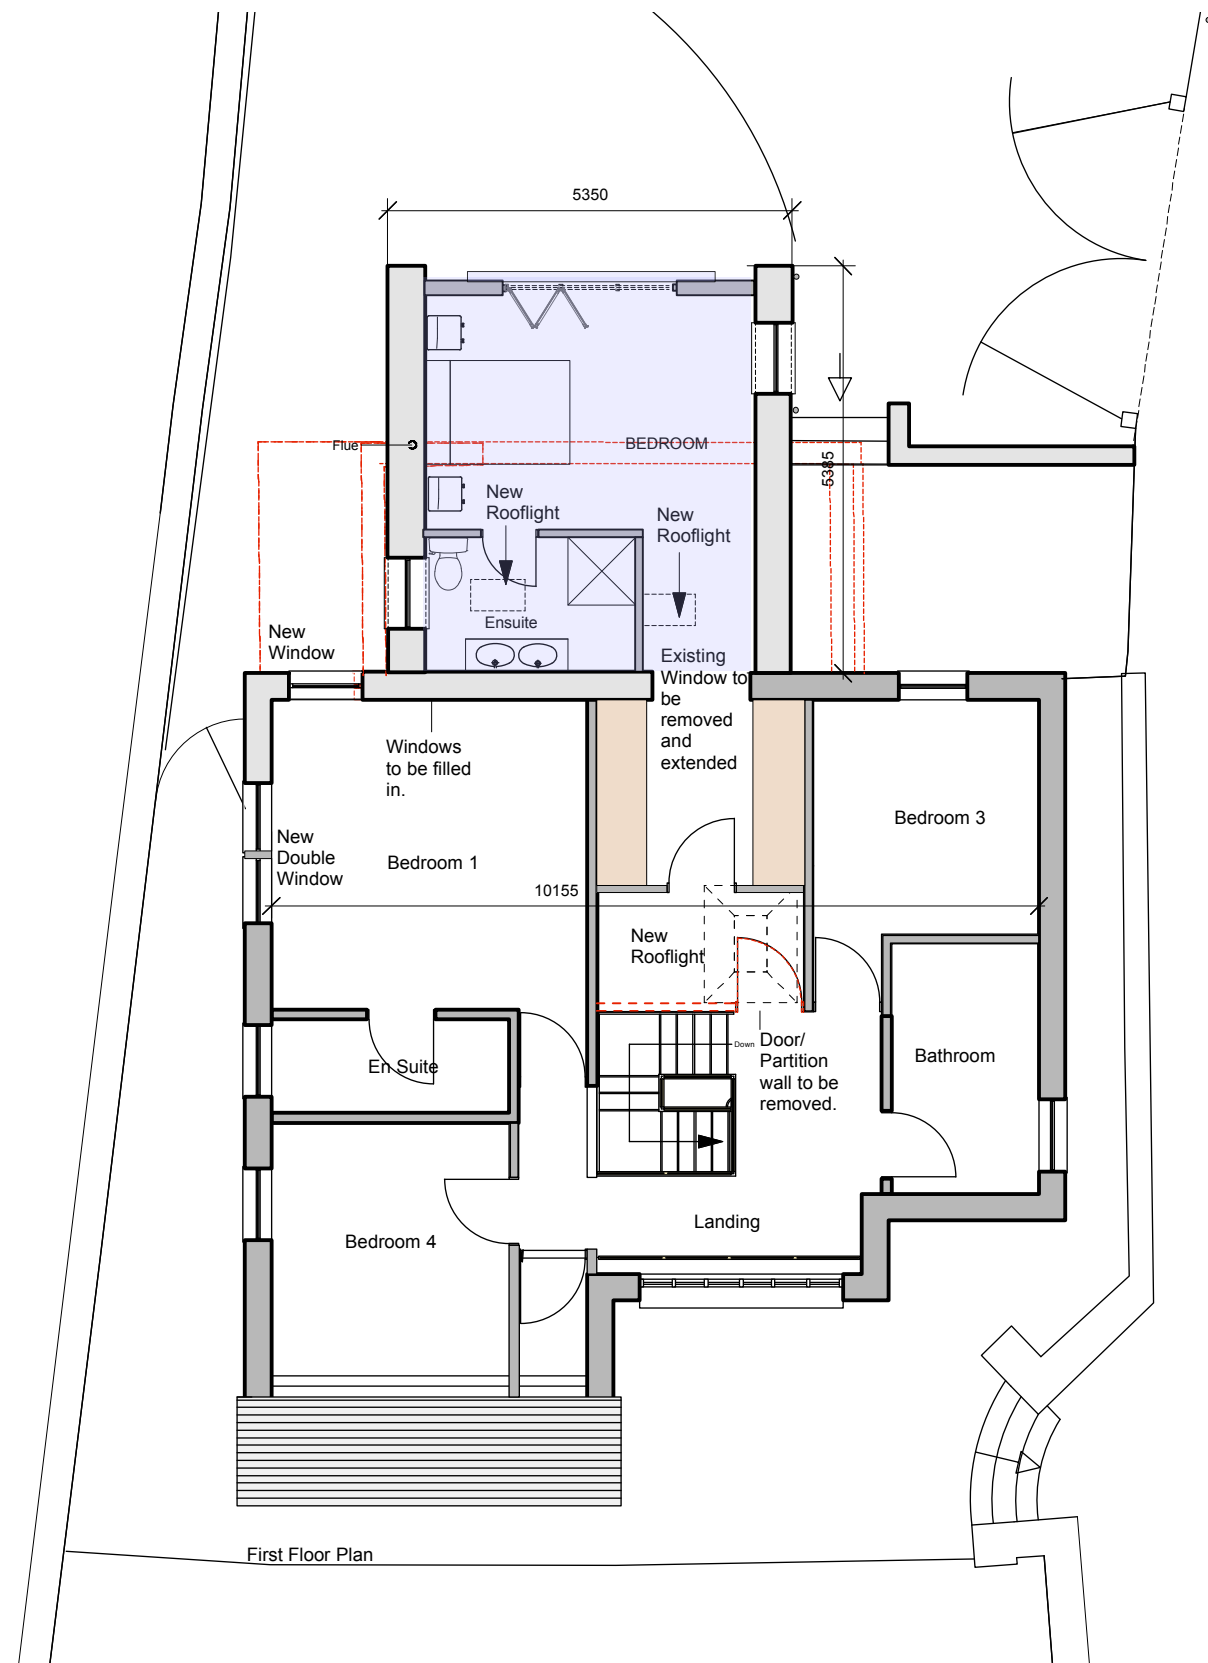 5350
BEDROOM
Flue
5385
New
Rooflight
New
Rooflight
Ensuite
New
Window
Existing
Window to
be
removed
and
extended
Windows
to be filled
in.
Bedroom 3
New
Double
Window
Bedroom 1
10155
New
Rooflight
Down
Door/
Partition
wall to be
removed.
Bathroom
En Suite
Landing
Bedroom 4
First Floor Plan